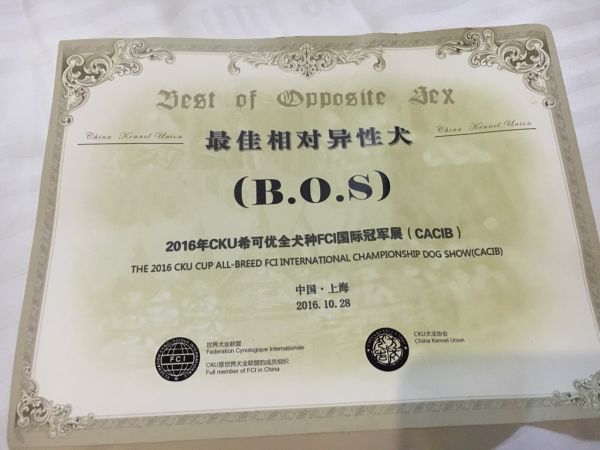 Best of Opposite Sex
China Kennel Union
China Kennel Union
最佳相对异性犬
(B.O.S)
2016年CKU希可优全犬种FCI国际冠军展（CACIB）
THE 2016 CKU CUP ALL-BREED FCI INTERNATIONAL CHAMPIONSHIP DOG SHOW(CACIB)
中国·上海
2016.10.28
FCI
世界犬业联盟
Federation Cynologique Internationale
CKU是世界犬业联盟的成员组织
Full member of FCI in China
CKU犬业协会
China Kennel Union